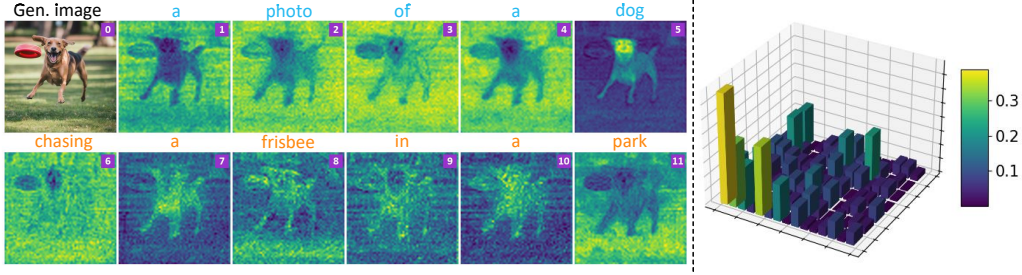 Gen. image a photo of a dog
0 1 2 3 4 5
chasing a frisbee in a park
6 7 8 9 10 11
0.3
0.2
0.1